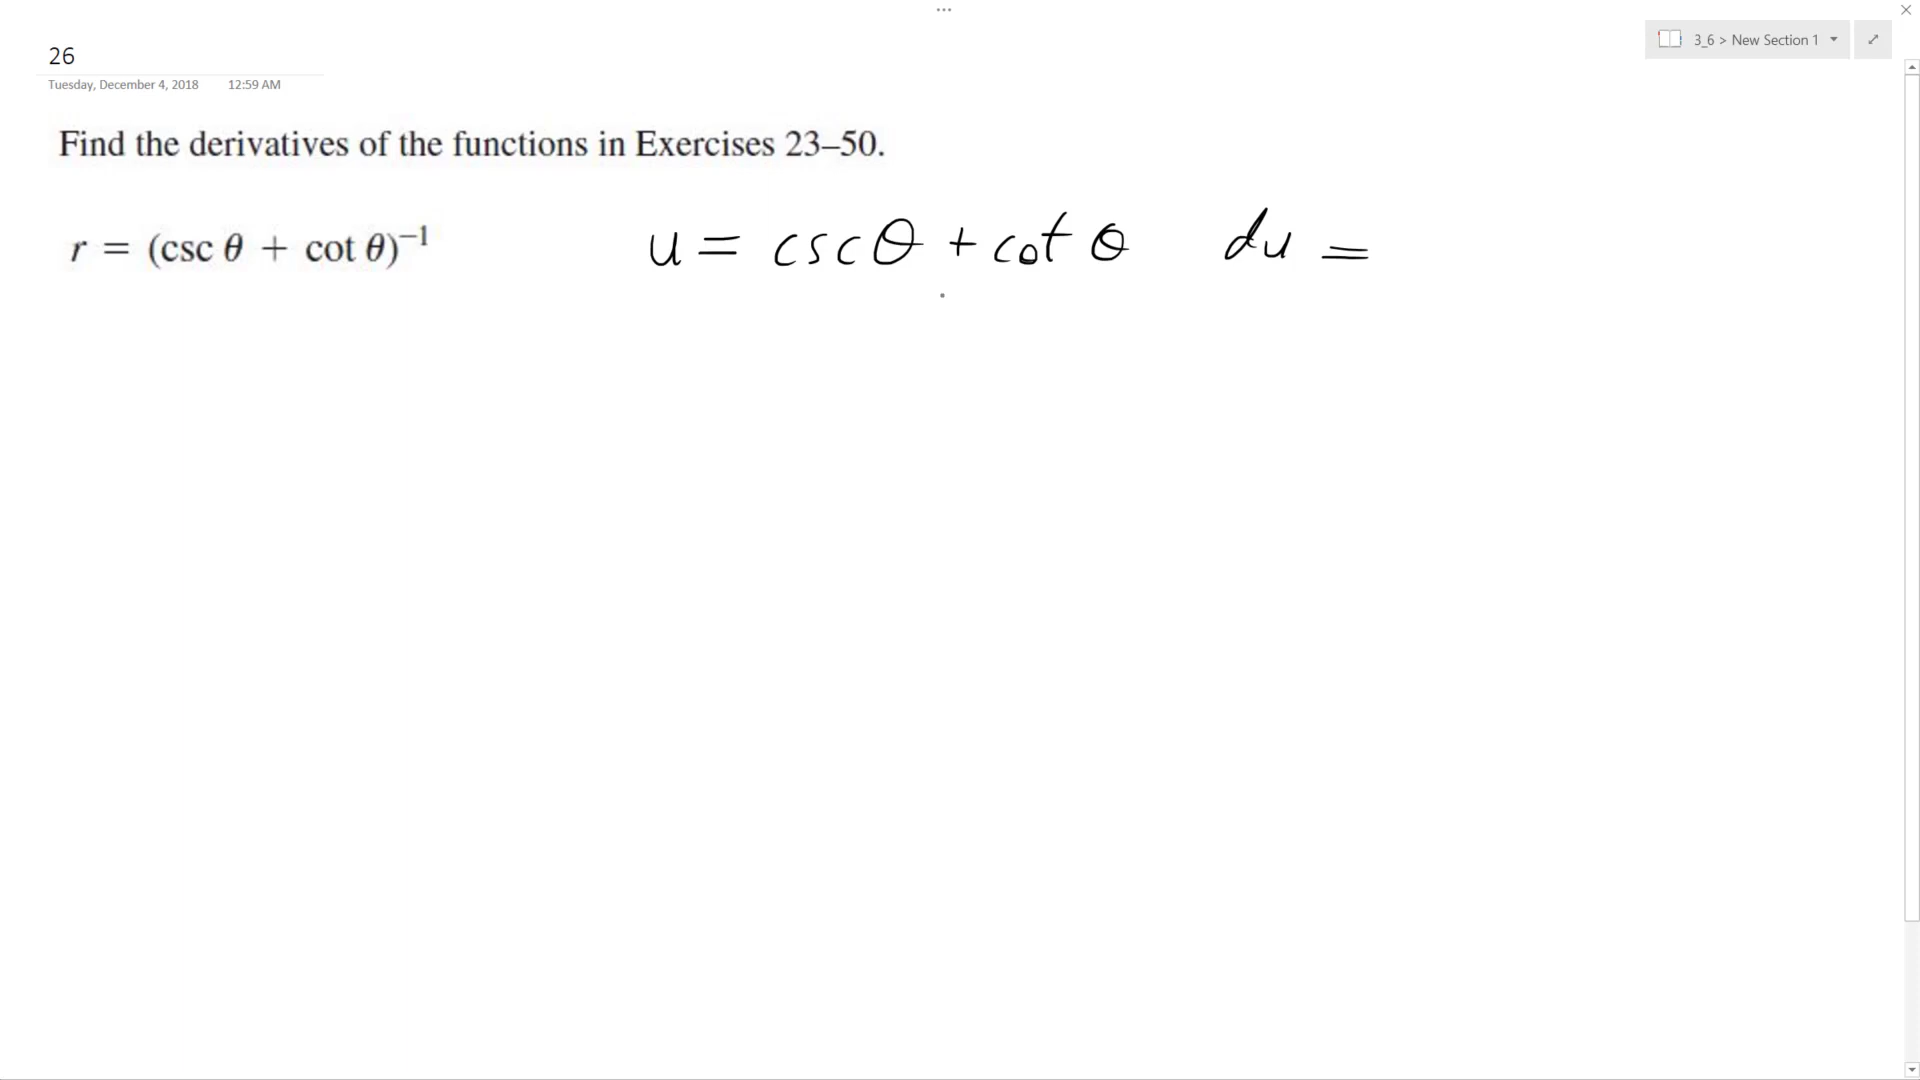 ...
3_6 > New Section 1
26
Tuesday, December 4, 2018 12:59 AM
Find the derivatives of the functions in Exercises 23–50.
r = (csc θ + cot θ)⁻¹ u = cscθ + cot θ du =